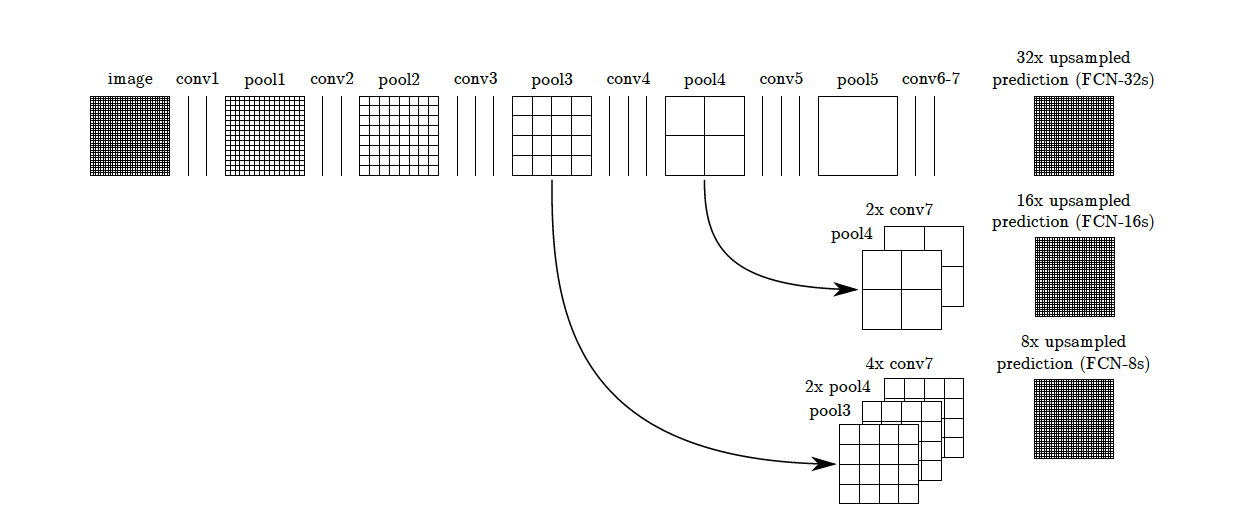 image
conv1
pool1
conv2
pool2
conv3
pool3
conv4
pool4
conv5
pool5
conv6-7
32x upsampled
prediction (FCN-32s)
2x conv7
pool4
16x upsampled
prediction (FCN-16s)
4x conv7
2x pool4
pool3
8x upsampled
prediction (FCN-8s)